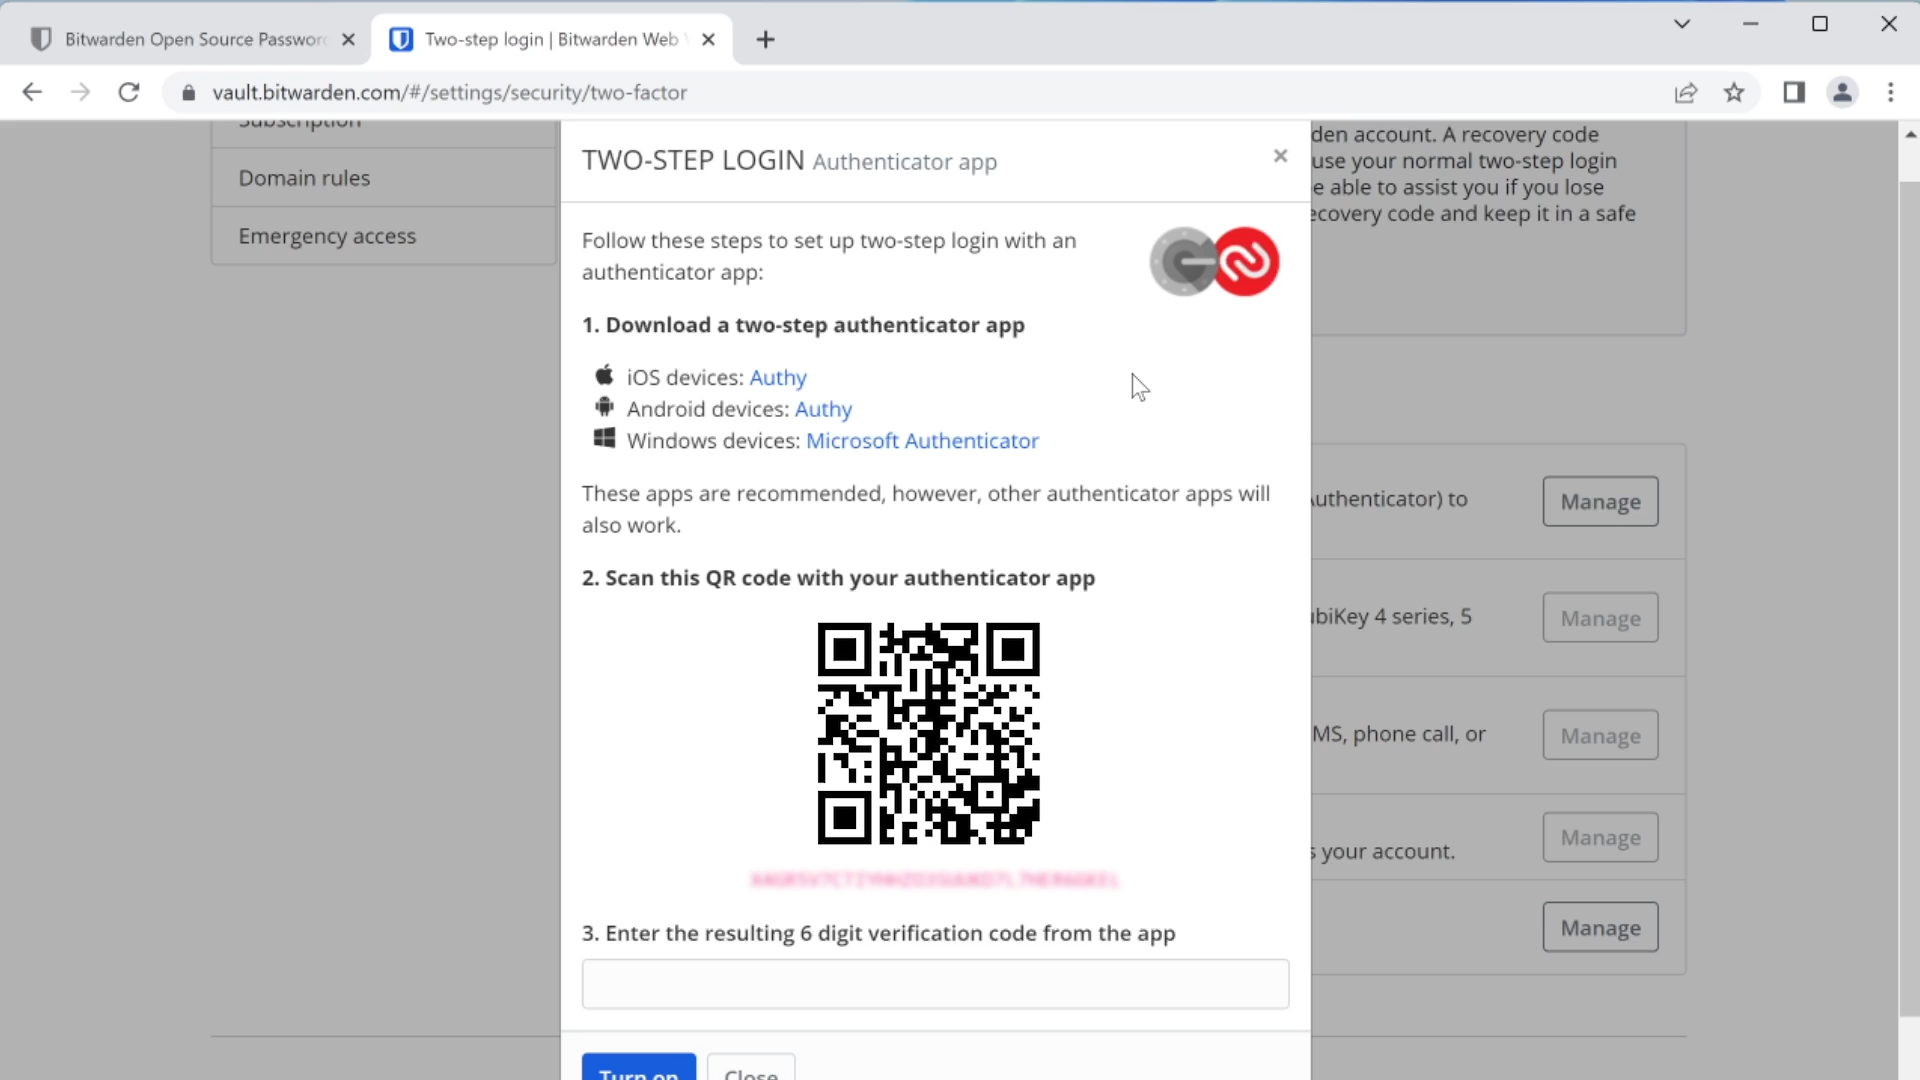 Bitwarden Open Source Passwor
Two-step login | Bitwarden Web
vault.bitwarden.com/#/settings/security/two-factor
Subscription
Domain rules
Emergency access
TWO-STEP LOGIN Authenticator app
den account. A recovery code
use your normal two-step login
e able to assist you if you lose
ecovery code and keep it in a safe
Follow these steps to set up two-step login with an
authenticator app:
1. Download a two-step authenticator app
iOS devices: Authy
Android devices: Authy
Windows devices: Microsoft Authenticator
These apps are recommended, however, other authenticator apps will
also work.
uthenticator) to
Manage
2. Scan this QR code with your authenticator app
biKey 4 series, 5
Manage
MS, phone call, or
Manage
s your account.
Manage
3. Enter the resulting 6 digit verification code from the app
Manage
Turn on
Close